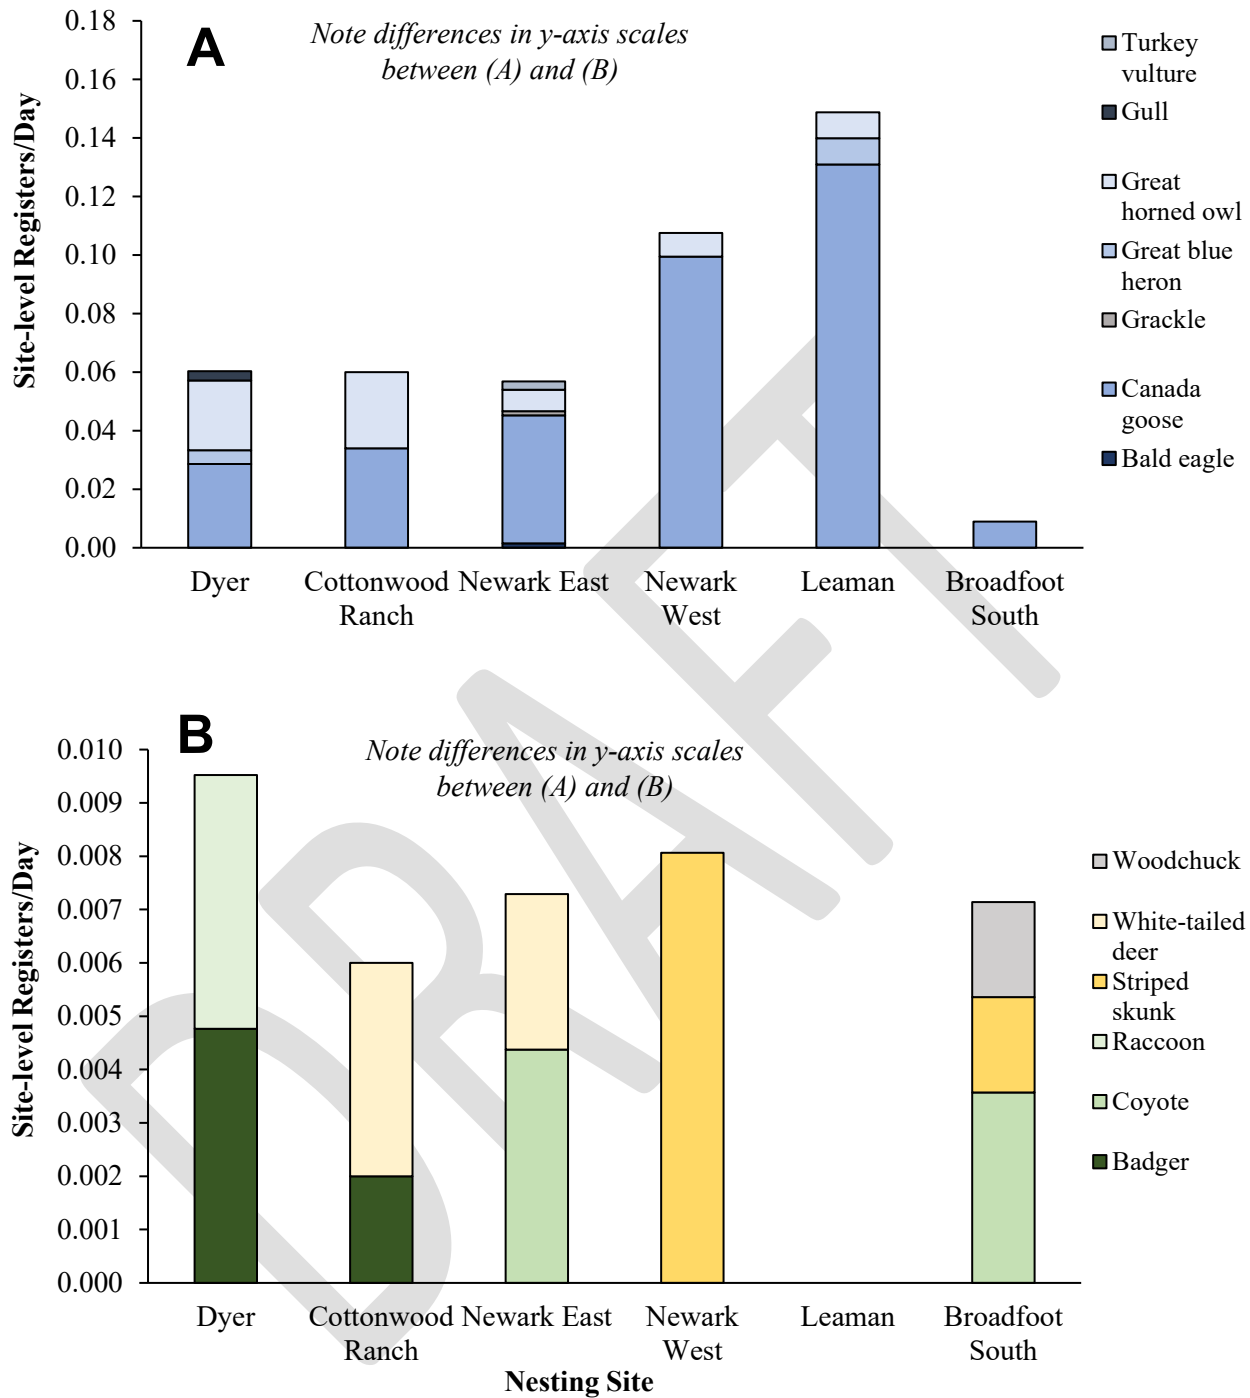 A
Note differences in y-axis scales
between (A) and (B)
Site-level Registers/Day
0.18
0.16
0.14
0.12
0.10
0.08
0.06
0.04
0.02
0.00
Dyer
Cottonwood
Ranch
Newark East
Newark
West
Leaman
Broadfoot
South
Turkey
vulture
Gull
Great
horned owl
Great blue
heron
Grackle
Canada
goose
Bald eagle
DRAFT
B
Note differences in y-axis scales
between (A) and (B)
Site-level Registers/Day
0.010
0.009
0.008
0.007
0.006
0.005
0.004
0.003
0.002
0.001
0.000
Dyer
Cottonwood
Ranch
Newark East
Newark
West
Leaman
Broadfoot
South
Nesting Site
Woodchuck
White-tailed
deer
Striped
skunk
Raccoon
Coyote
Badger